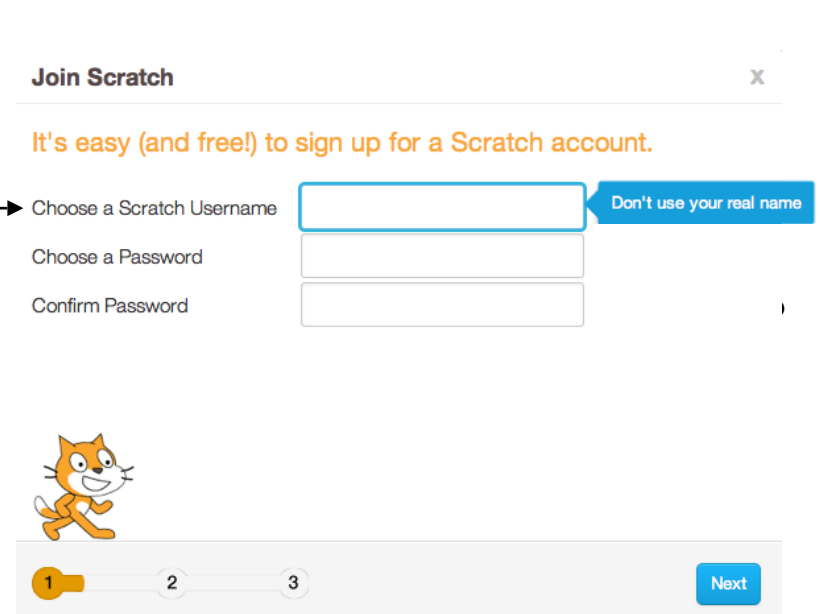 Join Scratch x
It's easy (and free!) to sign up for a Scratch account.
Choose a Scratch Username Don't use your real name
Choose a Password
Confirm Password
1 2 3 Next